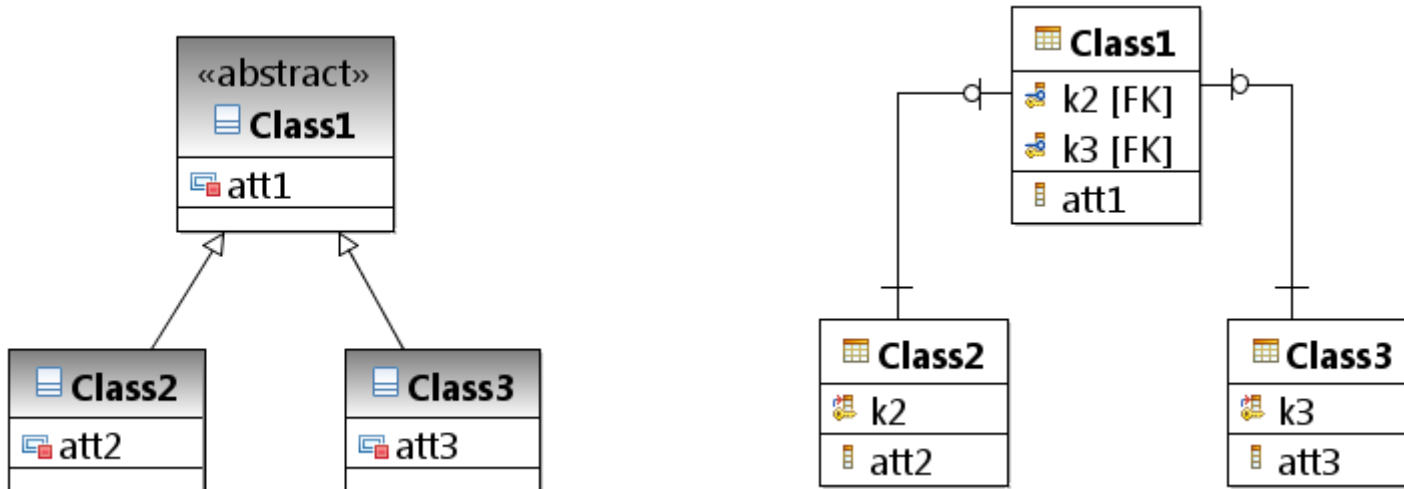 «abstract»
Class1
att1
Class2
att2
Class3
att3
Class1
k2 [FK]
k3 [FK]
att1
Class2
k2
att2
Class3
k3
att3